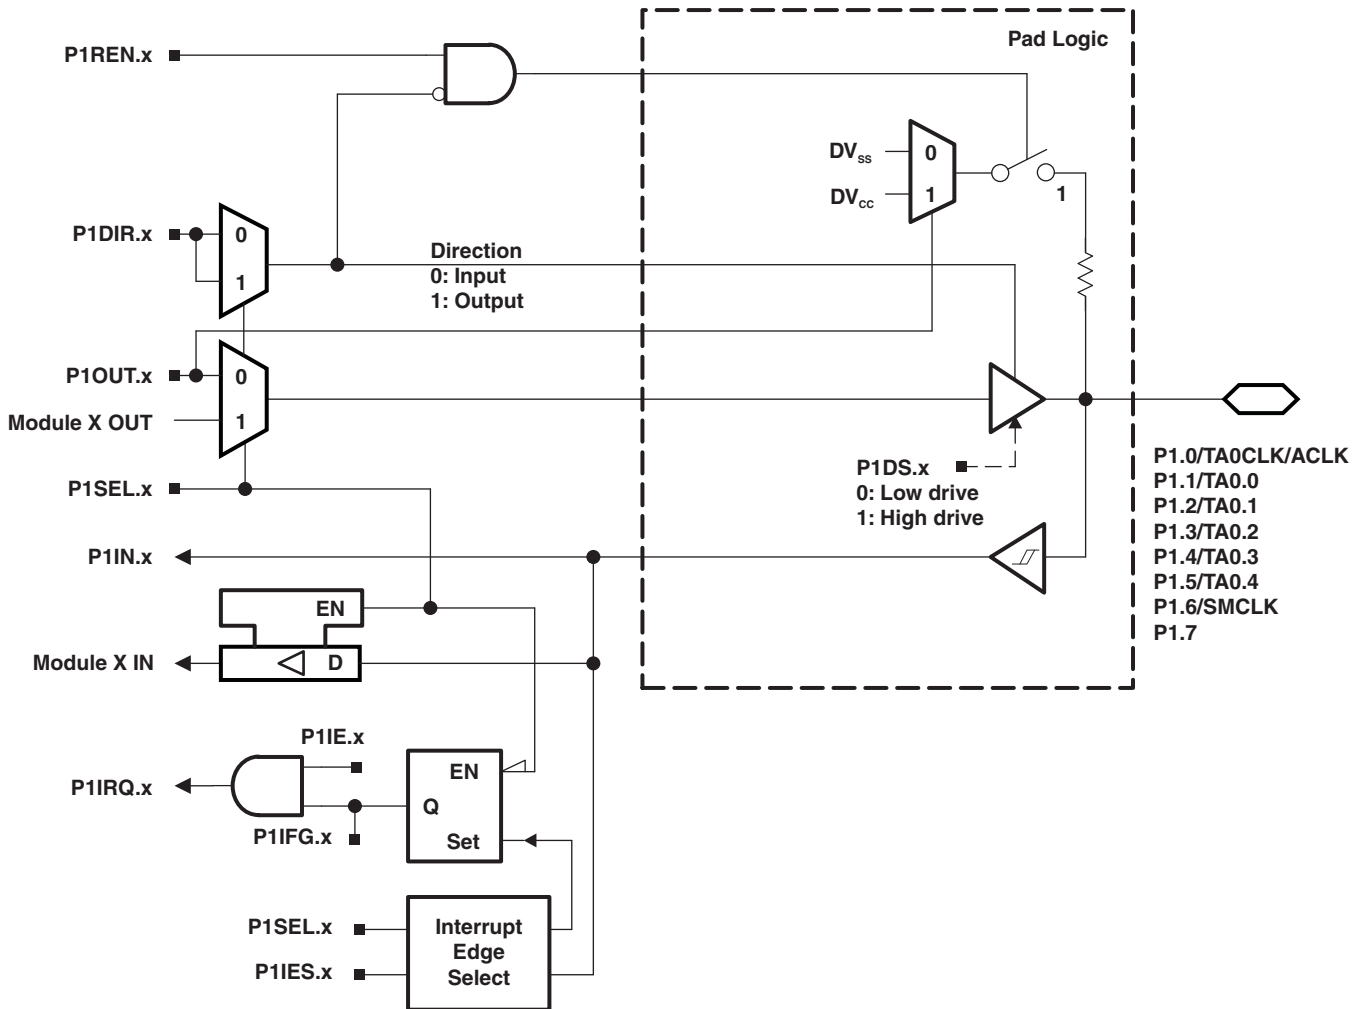 Pad Logic
P1REN.x
DVSS
0
DVCC
1
1
P1DIR.x
0
1
Direction
0: Input
1: Output
P1OUT.x
0
Module X OUT
1
P1DS.x
0: Low drive
1: High drive
P1.0/TA0CLK/ACLK
P1.1/TA0.0
P1.2/TA0.1
P1.3/TA0.2
P1.4/TA0.3
P1.5/TA0.4
P1.6/SMCLK
P1.7
P1SEL.x
P1IN.x
EN
Module X IN
D
P1IE.x
P1IRQ.x
EN
Q
P1IFG.x
Set
P1SEL.x
P1IES.x
Interrupt
Edge
Select